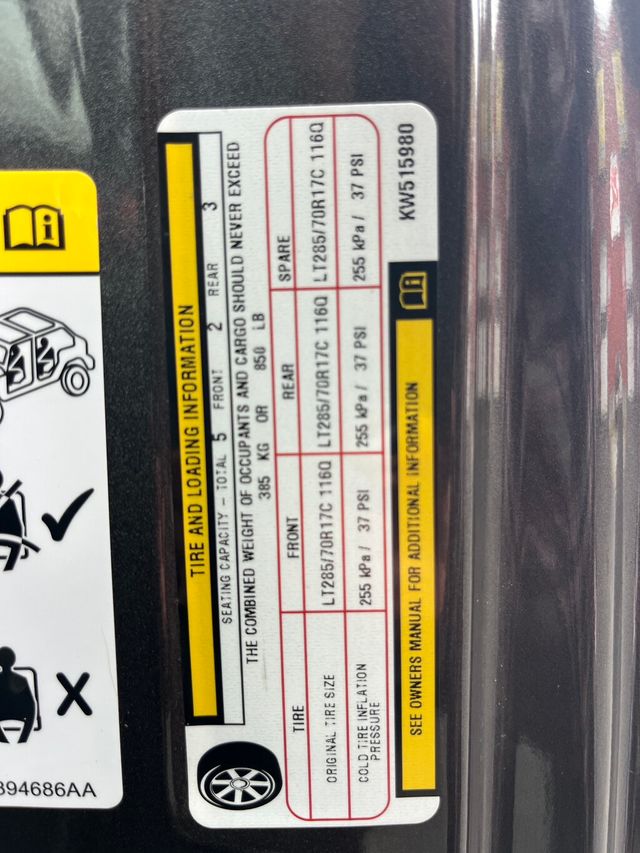 TIRE AND LOADING INFORMATION
SEATING CAPACITY – TOTAL 5 FRONT 2 REAR 3
THE COMBINED WEIGHT OF OCCUPANTS AND CARGO SHOULD NEVER EXCEED
385 KG OR 850 LB
TIRE FRONT REAR SPARE
ORIGINAL TIRE SIZE LT285/70R17C 116Q LT285/70R17C 116Q LT285/70R17C 116Q
COLD TIRE INFLATION PRESSURE 255 kPa/ 37 PSI 255 kPa/ 37 PSI 255 kPa/ 37 PSI
SEE OWNERS MANUAL FOR ADDITIONAL INFORMATION
KW515980
894686AA